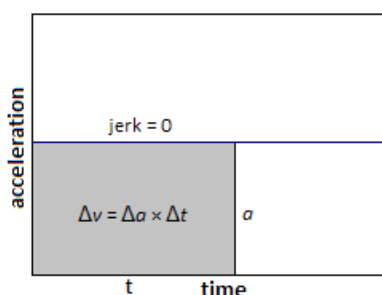 acceleration
jerk = 0
Δv = Δa × Δt
a
t
time